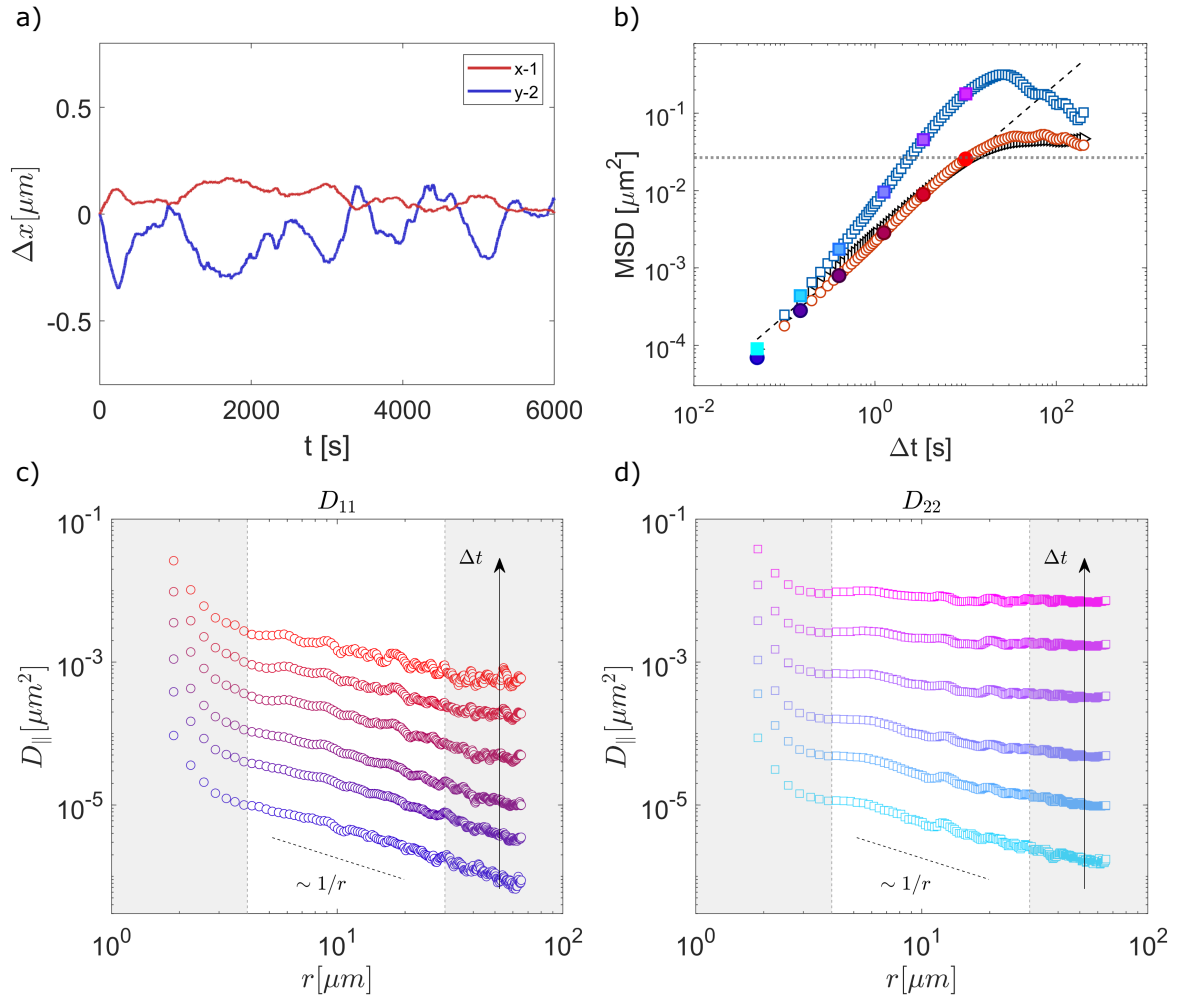 a)
x-1
y-2
0.5
0
-0.5
Δx[μm]
0 2000 4000 6000
t [s]
b)
10⁻¹
10⁻²
10⁻³
10⁻⁴
MSD [μm²]
10⁻² 10⁰ 10²
Δt [s]
c)
D₁₁
10⁻¹
10⁻³
10⁻⁵
D|| [μm²]
Δt
∼ 1/r
10⁰ 10¹ 10²
r[μm]
d)
D₂₂
10⁻¹
10⁻³
10⁻⁵
D|| [μm²]
Δt
∼ 1/r
10⁰ 10¹ 10²
r[μm]